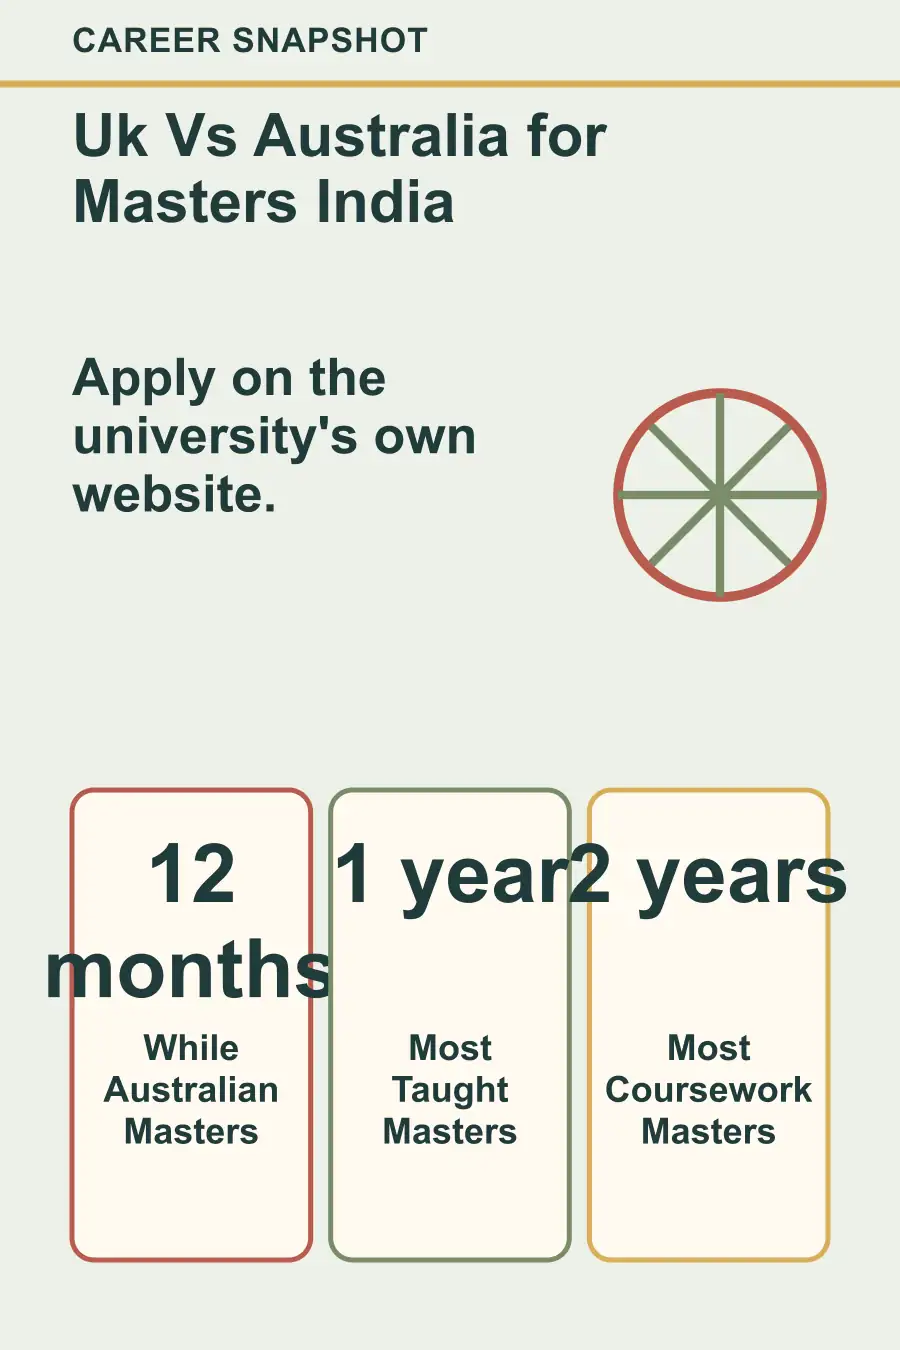 CAREER SNAPSHOT
Uk Vs Australia for
Masters India
Apply on the
university's own
website.
12
months
While
Australian
Masters
1 year
Most
Taught
Masters
2 years
Most
Coursework
Masters